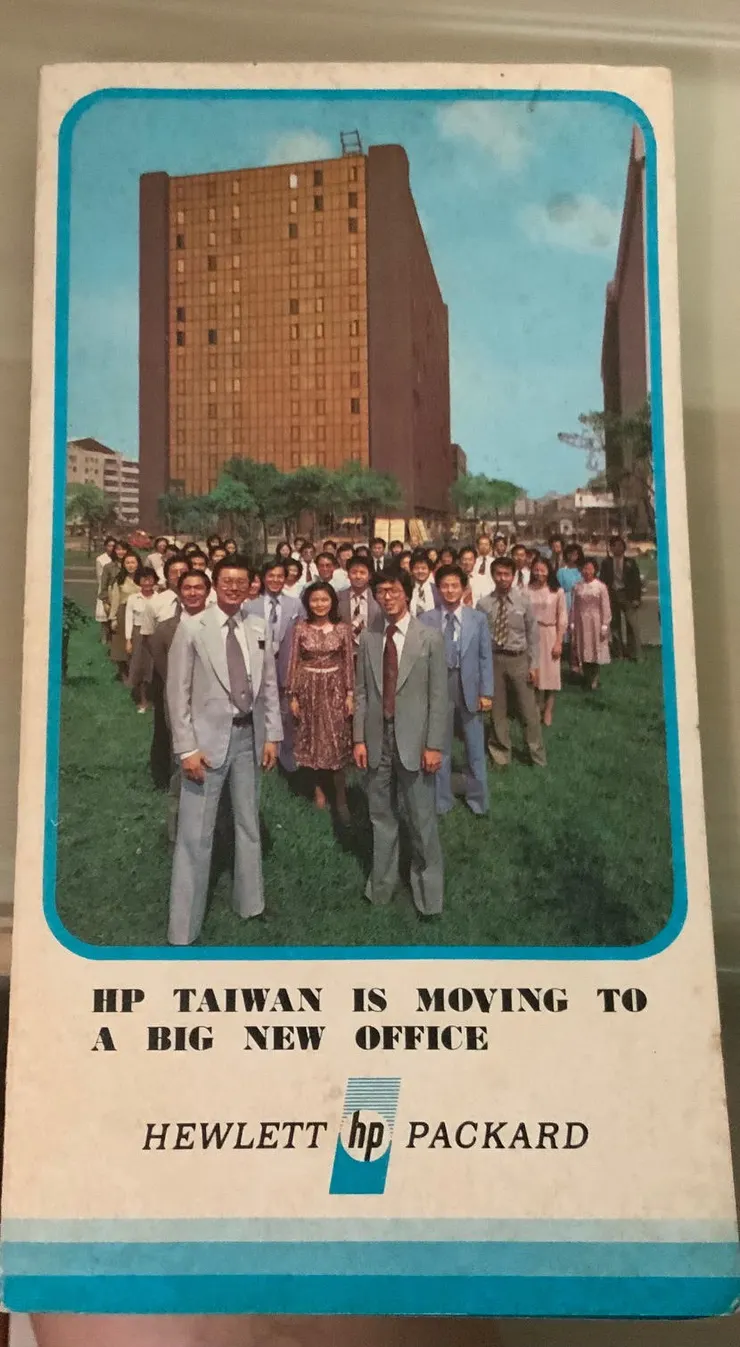 HP TAIWAN IS MOVING TO
A BIG NEW OFFICE
HEWLETT hp PACKARD